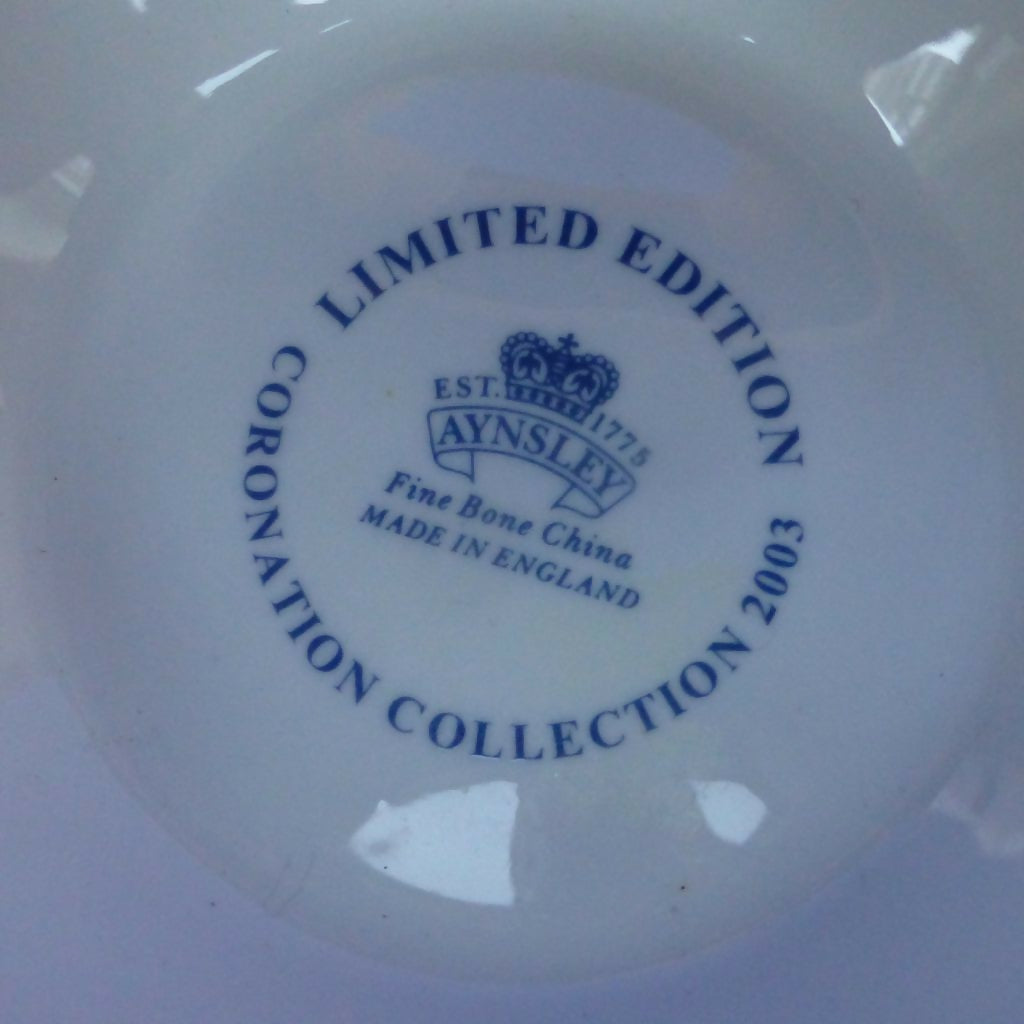 LIMITED EDITION
EST. 1775
AYNSLEY
Fine Bone China
MADE IN ENGLAND
CORONATION COLLECTION 2003